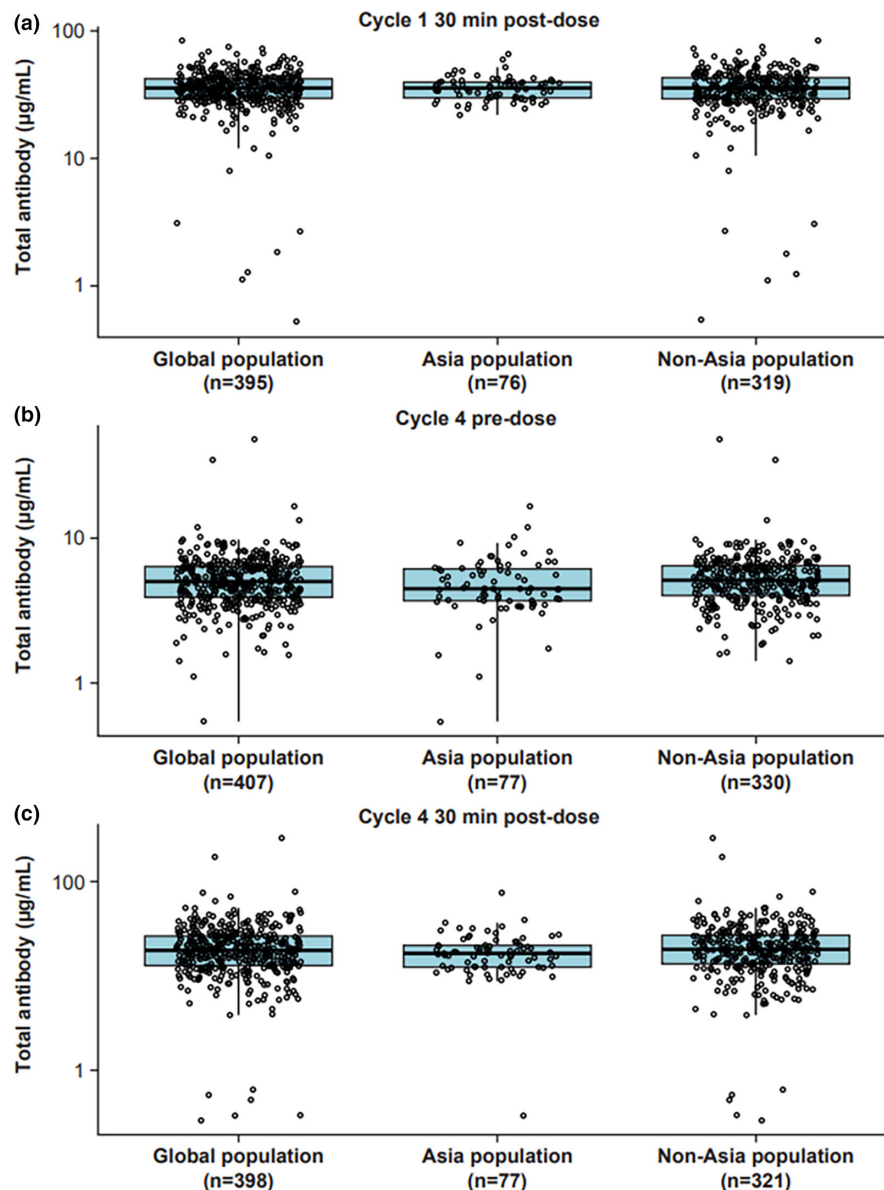 (a)
Cycle 1 30 min post-dose
Total antibody (µg/mL)
100
10
1
Global population
(n=395)
Asia population
(n=76)
Non-Asia population
(n=319)
(b)
Cycle 4 pre-dose
Total antibody (µg/mL)
10
1
Global population
(n=407)
Asia population
(n=77)
Non-Asia population
(n=330)
(c)
Cycle 4 30 min post-dose
Total antibody (µg/mL)
100
1
Global population
(n=398)
Asia population
(n=77)
Non-Asia population
(n=321)